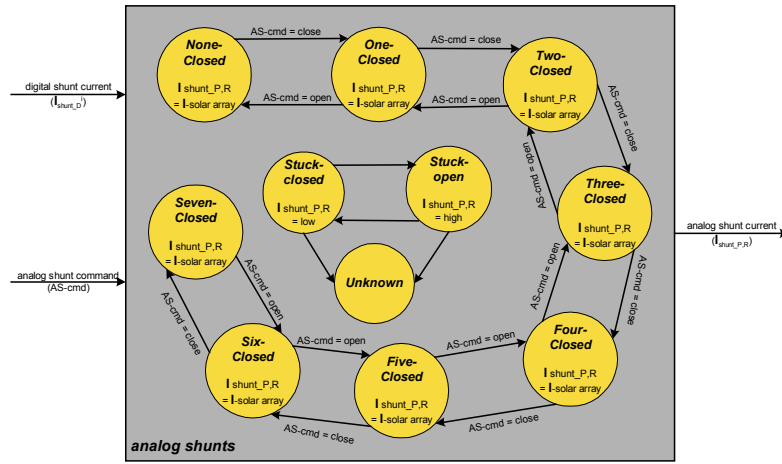 AS-cmd = close
None-
Closed
I shunt_P,R
= I-solar array
AS-cmd = open
One-
Closed
I shunt_P,R
= I-solar array
AS-cmd = close
AS-cmd = open
Two-
Closed
I shunt_P,R
= I-solar array
AS-cmd = close
AS-cmd = open
digital shunt current
(I shunt_D i)
Stuck-
closed
I shunt_P,R
= low
Stuck-
open
I shunt_P,R
= high
Unknown
Three-
Closed
I shunt_P,R
= I-solar array
analog shunt current
(I shunt_P,R)
Seven-
Closed
I shunt_P,R
= I-solar array
AS-cmd = open
AS-cmd = close
analog shunt command
(AS-cmd)
AS-cmd = open
AS-cmd = close
Six-
Closed
I shunt_P,R
= I-solar array
AS-cmd = open
AS-cmd = close
Five-
Closed
I shunt_P,R
= I-solar array
AS-cmd = open
AS-cmd = close
Four-
Closed
I shunt_P,R
= I-solar array
analog shunts